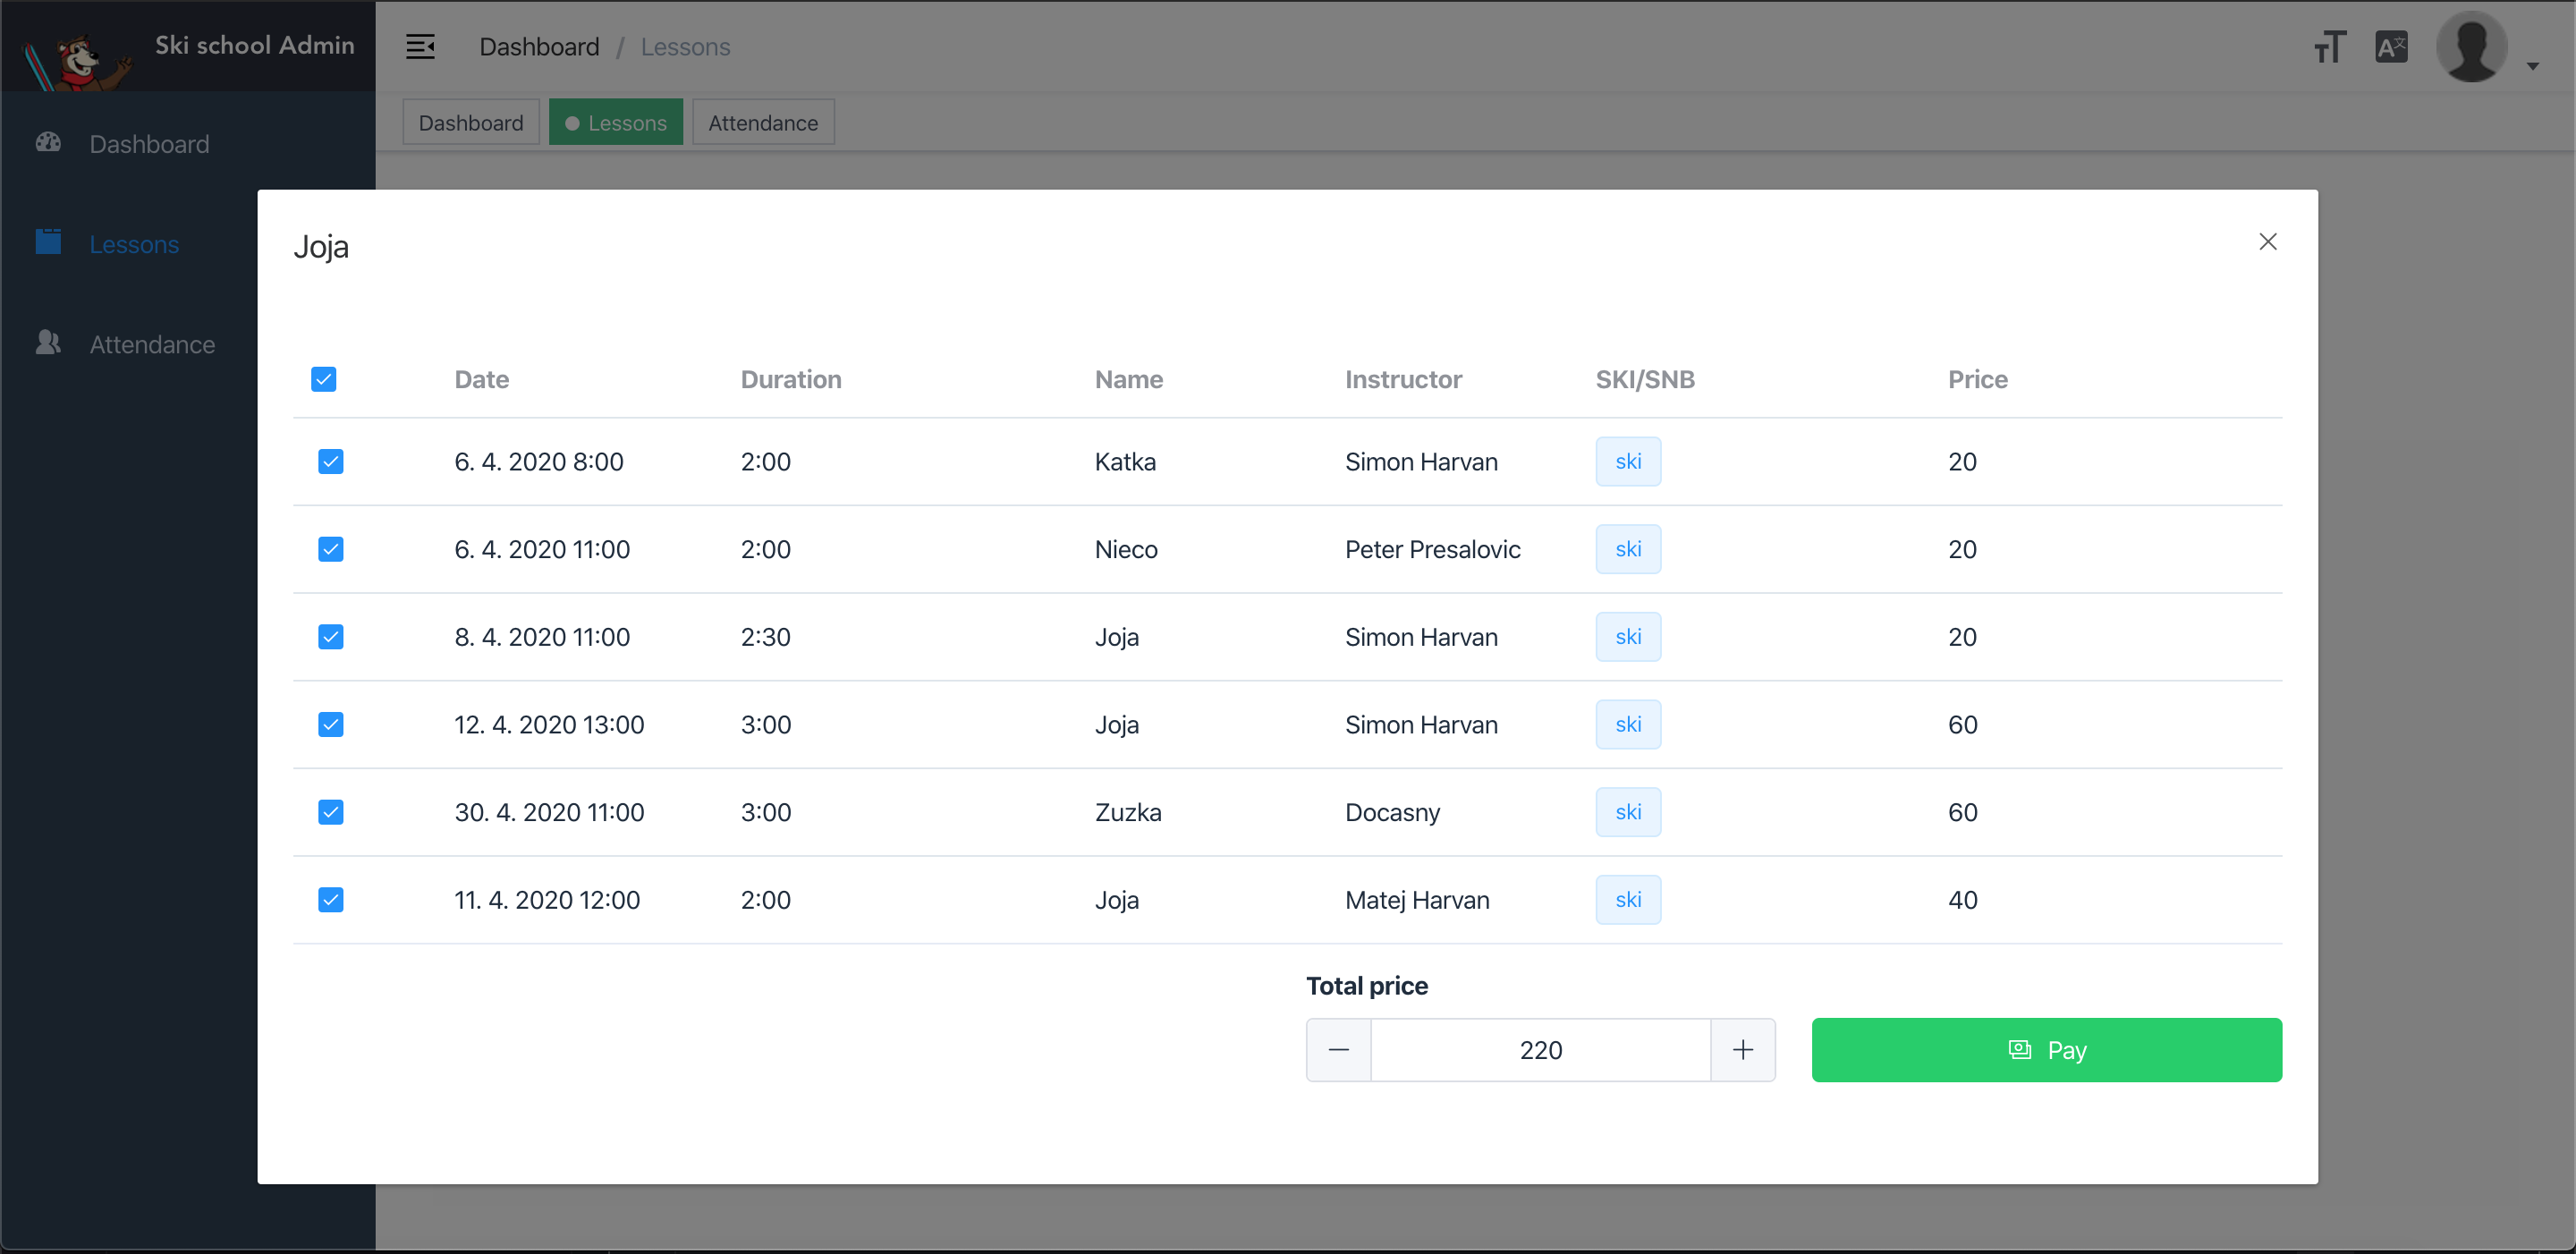 Ski school Admin
Dashboard / Lessons
Dashboard Lessons Attendance
Dashboard
Lessons
Attendance
Joja
Date Duration Name Instructor SKI/SNB Price
6. 4. 2020 8:00 2:00 Katka Simon Harvan ski 20
6. 4. 2020 11:00 2:00 Nieco Peter Presalovic ski 20
8. 4. 2020 11:00 2:30 Joja Simon Harvan ski 20
12. 4. 2020 13:00 3:00 Joja Simon Harvan ski 60
30. 4. 2020 11:00 3:00 Zuzka Docasny ski 60
11. 4. 2020 12:00 2:00 Joja Matej Harvan ski 40
Total price
220 Pay